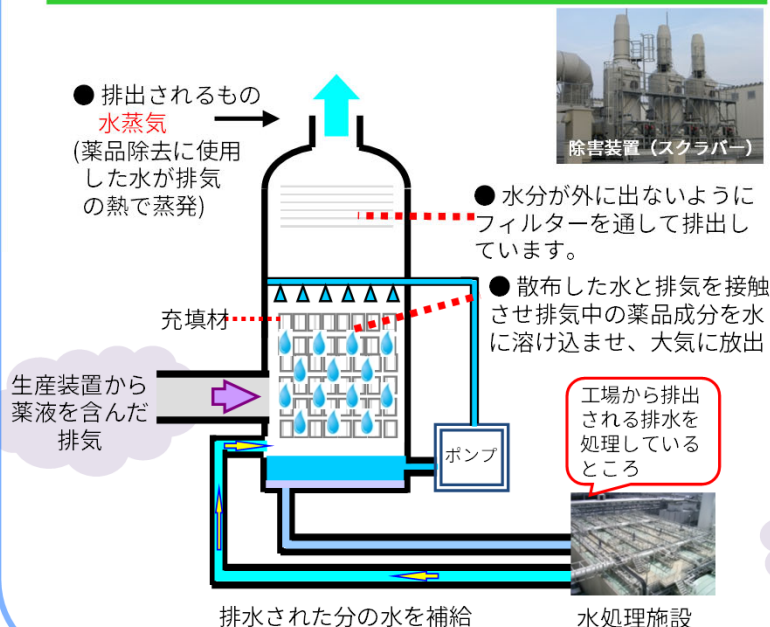 ● 排出されるもの
水蒸気
(薬品除去に使用
した水が排気
の熱で蒸発)
除害装置（スクラバー）
● 水分が外に出ないように
フィルターを通して排出し
ています。
● 散布した水と排気を接触
させ排気中の薬品成分を水
に溶け込ませ、大気に放出
充填材
生産装置から
薬液を含んだ
排気
ポンプ
工場から排出
される排水を
処理している
ところ
排水された分の水を補給
水処理施設